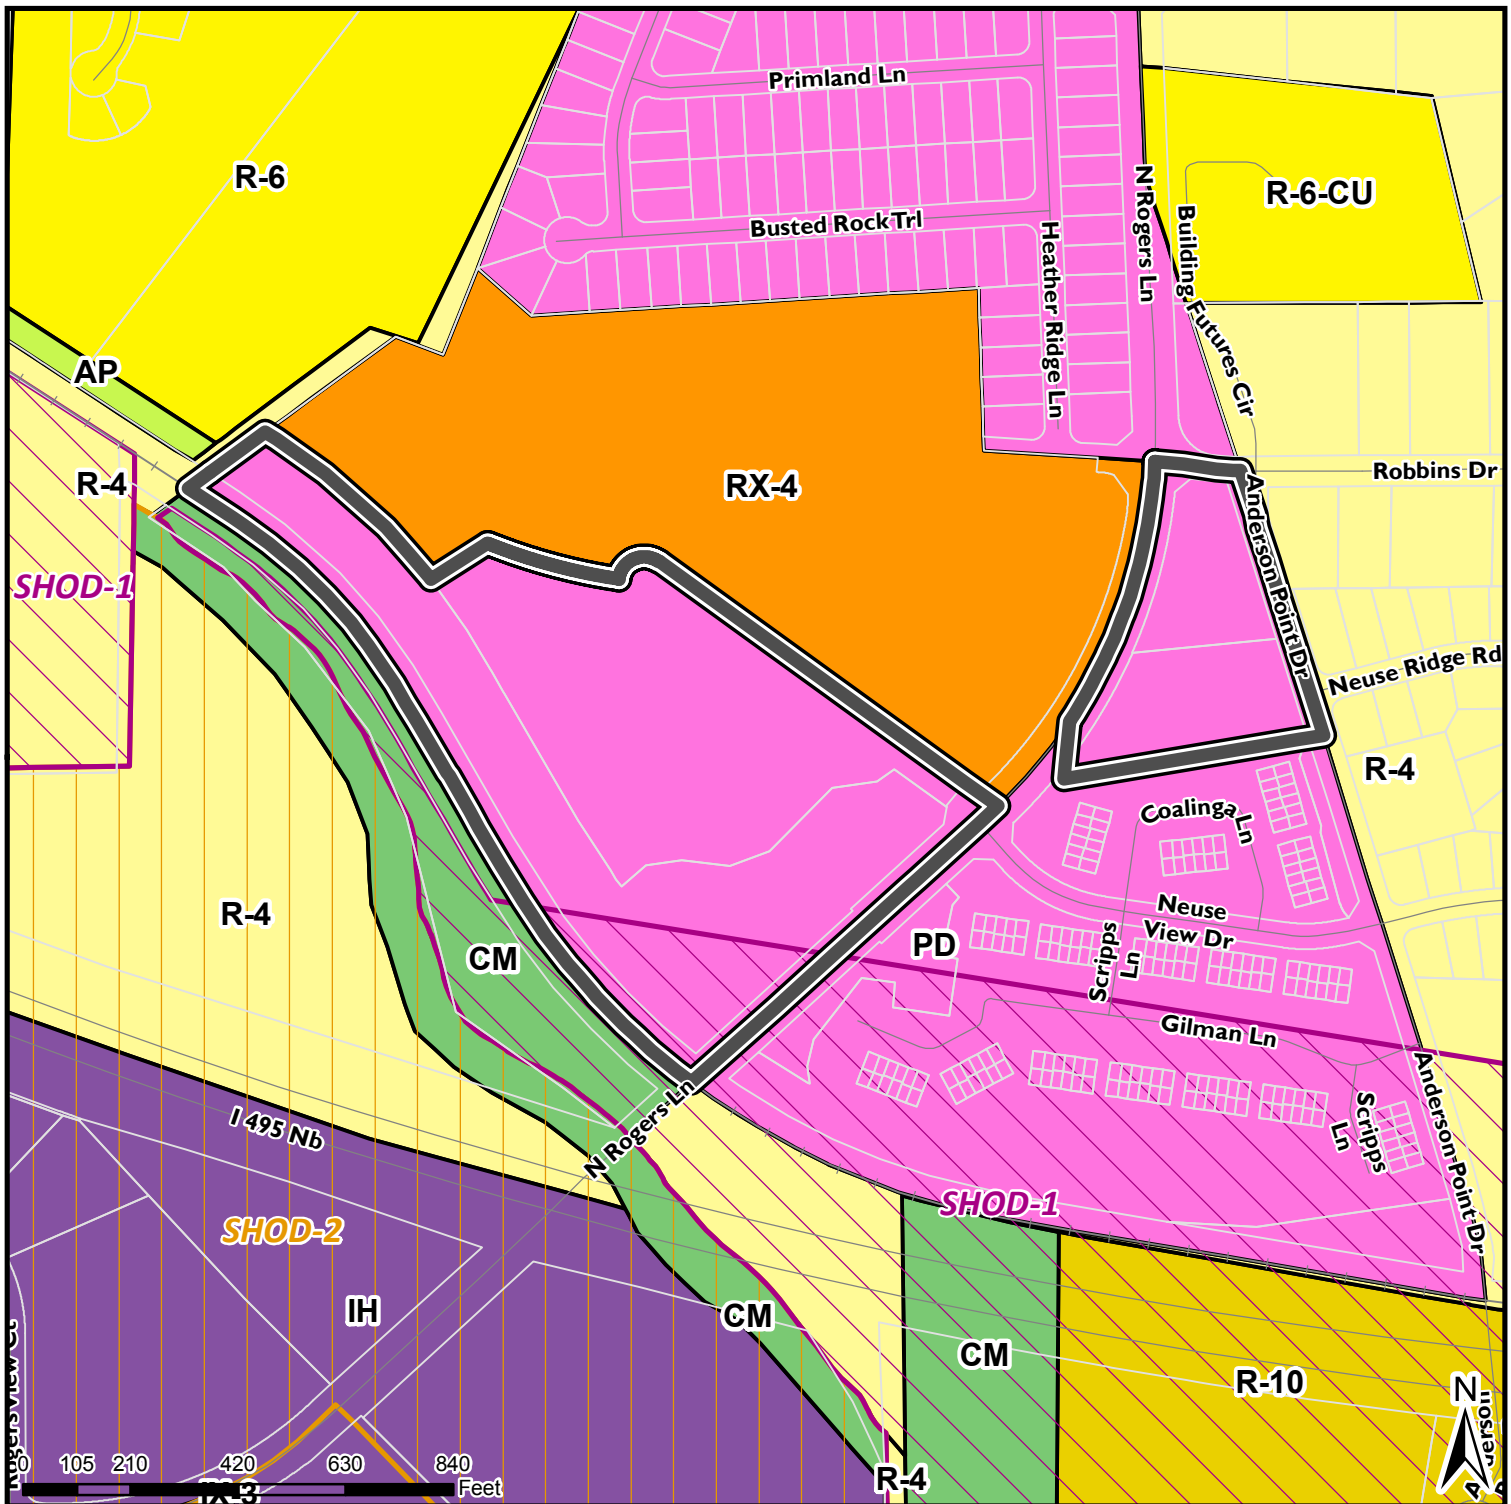 Primland Ln
R-6
R-6-CU
N Rogers Ln
Building Futures Cir
Busted Rock Trl
Heather Ridge Ln
AP
R-4
RX-4
Robbins Dr
Anderson Point Dr
SHOD-1
Neuse Ridge Rd
R-4
Coalinga Ln
R-4
Neuse
View Dr
Scripps
Ln
PD
CM
Gilman Ln
Anderson Point Dr
I 495 Nb
N Rogers Ln
Scripps
Ln
SHOD-1
SHOD-2
IH
CM
CM
R-10
N
0 105 210 420 630 840
Feet
R-4
IX-3